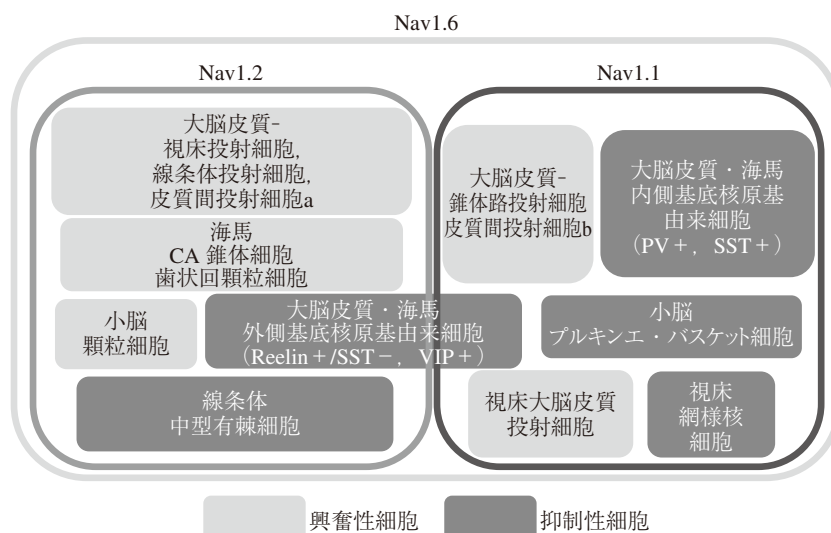 Nav1.6
Nav1.2
大脳皮質-
視床投射細胞,
線条体投射細胞,
皮質間投射細胞a
海馬
CA 錐体細胞
歯状回顆粒細胞
小脳
顆粒細胞
大脳皮質・海馬
外側基底核原基由来細胞
(Reelin+/SST-, VIP+)
線条体
中型有棘細胞
Nav1.1
大脳皮質-
錐体路投射細胞
皮質間投射細胞b
大脳皮質・海馬
内側基底核原基
由来細胞
(PV+, SST+)
小脳
プルキンエ・バスケット細胞
視床大脳皮質
投射細胞
視床
網様核
細胞
興奮性細胞
抑制性細胞